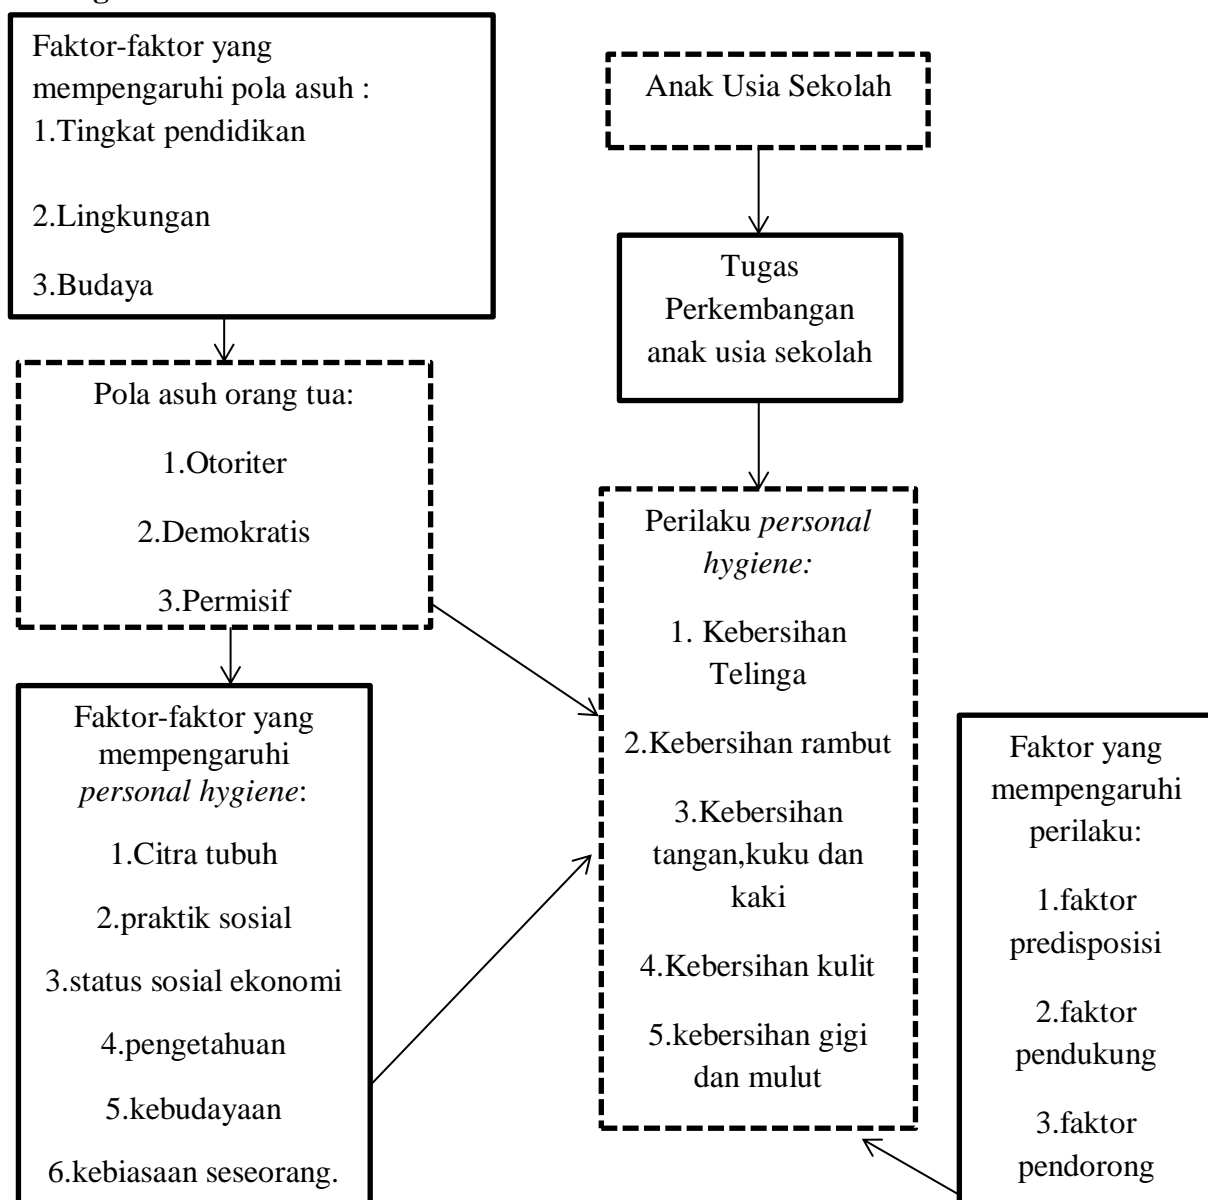 Faktor-faktor yang
mempengaruhi pola asuh :
1.Tingkat pendidikan
2.Lingkungan
3.Budaya
Anak Usia Sekolah
Tugas
Perkembangan
anak usia sekolah
Pola asuh orang tua:
1.Otoriter
2.Demokratis
3.Permisif
Perilaku personal
hygiene:
1. Kebersihan
Telinga
2.Kebersihan rambut
3.Kebersihan
tangan,kuku dan
kaki
4.Kebersihan kulit
5.kebersihan gigi
dan mulut
Faktor-faktor yang
mempengaruhi
personal hygiene:
1.Citra tubuh
2.praktik sosial
3.status sosial ekonomi
4.pengetahuan
5.kebudayaan
6.kebiasaan seseorang.
Faktor yang
mempengaruhi
perilaku:
1.faktor
predisposisi
2.faktor
pendukung
3.faktor
pendorong